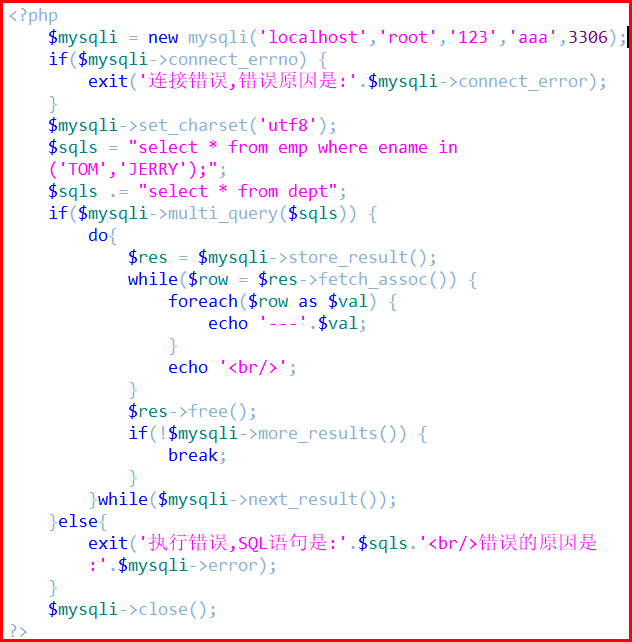 <?php
    $mysqli = new mysqli('localhost','root','123','aaa',3306);
    if($mysqli->connect_errno) {
        exit('连接错误,错误原因是:'.$mysqli->connect_error);
    }
    $mysqli->set_charset('utf8');
    $sqls = "select * from emp where ename in
    ('TOM','JERRY');";
    $sqls .= "select * from dept";
    if($mysqli->multi_query($sqls)) {
        do{
            $res = $mysqli->store_result();
            while($row = $res->fetch_assoc()) {
                foreach($row as $val) {
                    echo '---'.$val;
                }
                echo '<br/>';
            }
            $res->free();
            if(!$mysqli->more_results()) {
                break;
            }
        }while($mysqli->next_result());
    }else{
        exit('执行错误,SQL语句是:'.$sqls.'<br/>错误的原因是
        :'.$mysqli->error);
    }
    $mysqli->close();
?>